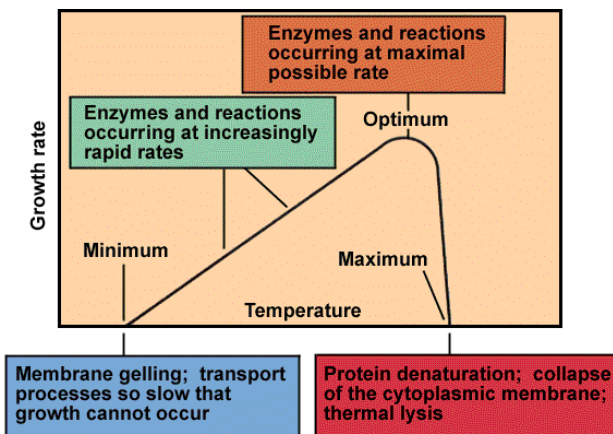 Enzymes and reactions
occurring at maximal
possible rate
Enzymes and reactions
occurring at increasingly
rapid rates
Optimum
Growth rate
Minimum
Maximum
Temperature
Membrane gelling; transport
processes so slow that
growth cannot occur
Protein denaturation; collapse
of the cytoplasmic membrane;
thermal lysis